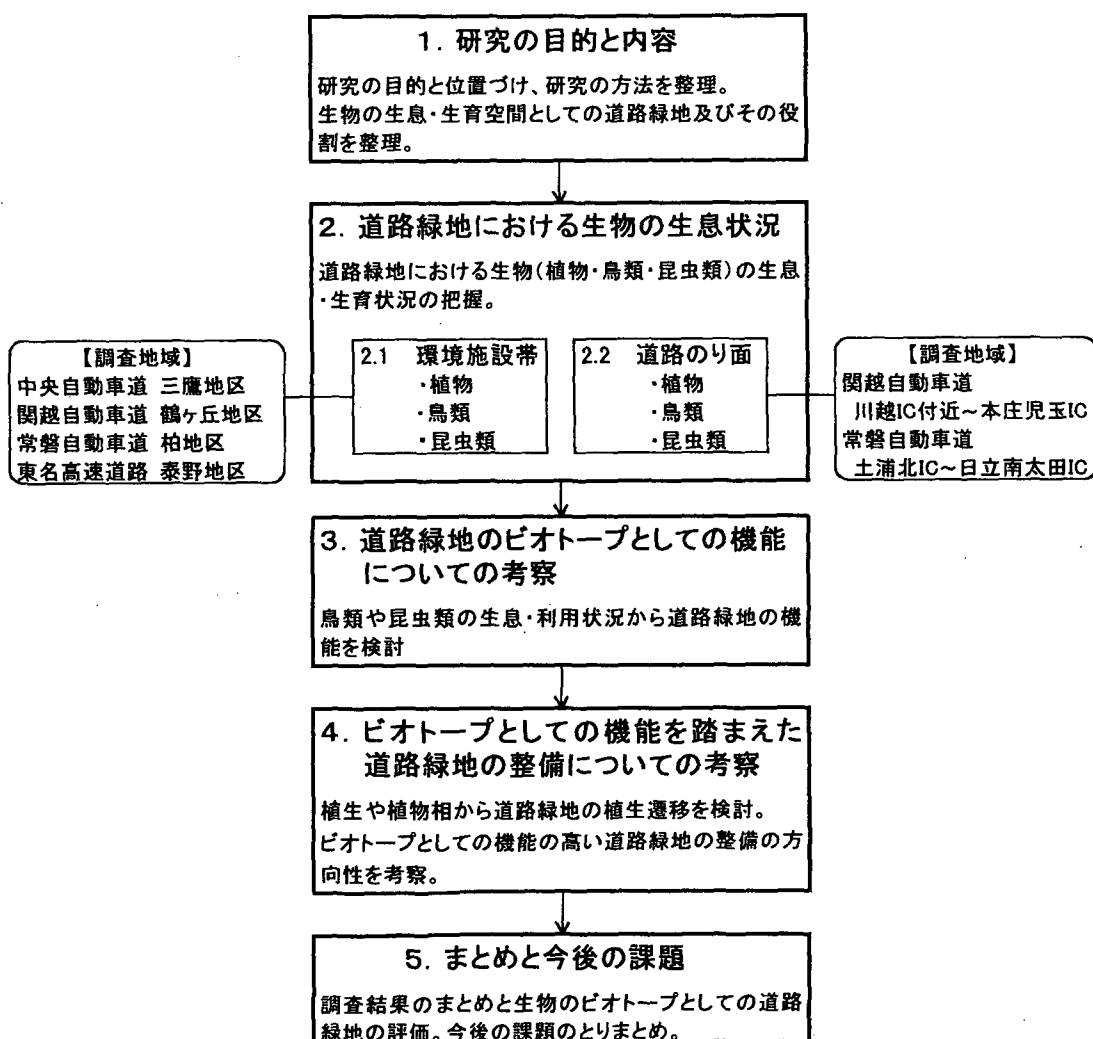 1. 研究の目的と内容
研究の目的と位置づけ、研究の方法を整理。
生物の生息・生育空間としての道路緑地及びその役
割を整理。
2. 道路緑地における生物の生息状況
道路緑地における生物(植物・鳥類・昆虫類)の生息
・生育状況の把握。
【調査地域】
中央自動車道 三鷹地区
関越自動車道 鶴ヶ丘地区
常磐自動車道 柏地区
東名高速道路 泰野地区
2.1 環境施設帯
・植物
・鳥類
・昆虫類
2.2 道路のり面
・植物
・鳥類
・昆虫類
【調査地域】
関越自動車道
川越IC付近~本庄児玉IC
常磐自動車道
土浦北IC~日立南太田IC
3. 道路緑地のビオトープとしての機能
についての考察
鳥類や昆虫類の生息・利用状況から道路緑地の機
能を検討
4. ビオトープとしての機能を踏まえた
道路緑地の整備についての考察
植生や植物相から道路緑地の植生遷移を検討。
ビオトープとしての機能の高い道路緑地の整備の方
向性を考察。
5. まとめと今後の課題
調査結果のまとめと生物のビオトープとしての道路
緑地の評価。今後の課題のとりまとめ。